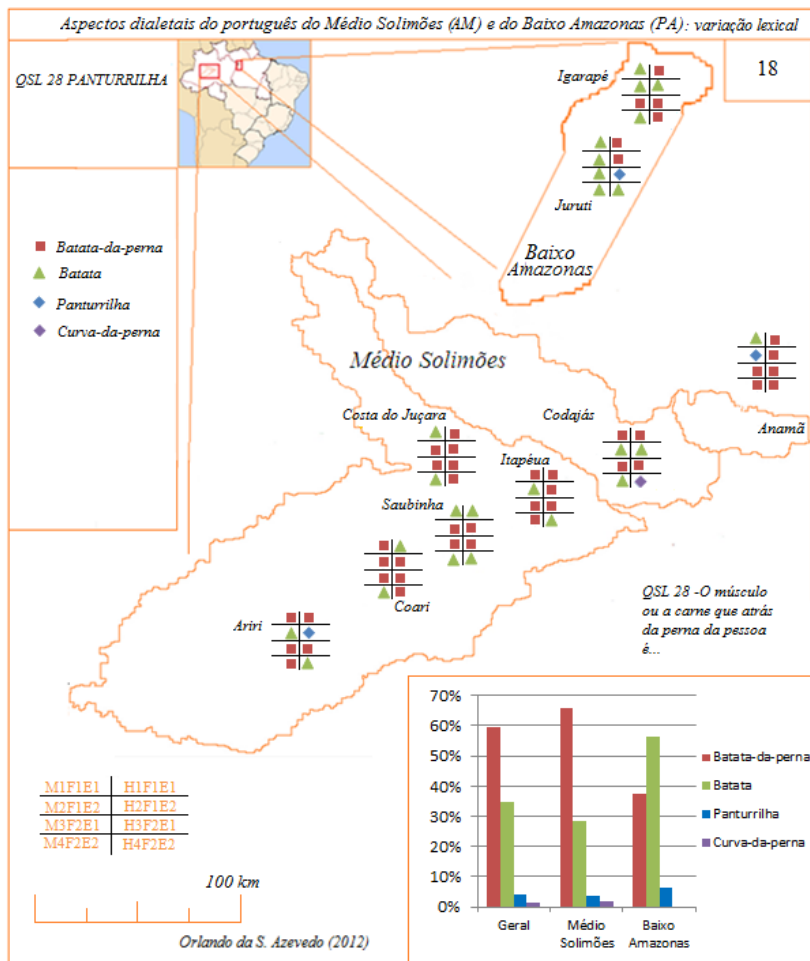 Aspectos dialetais do português do Médio Solimões (AM) e do Baixo Amazonas (PA): variação lexical
QSL 28 PANTURRILHA
18
Igarapé
Juruti
Baixo
Amazonas
Batata-da-perna
Batata
Panturrilha
Curva-da-perna
Médio Solimões
Costa do Juçara
Codajás
Anamã
Itapéua
Saubinha
Coari
Ariri
QSL 28 -O músculo
ou a carne que atrás
da perna da pessoa
é...
70%
60%
50%
40%
30%
20%
10%
0%
Geral
Médio
Solimões
Baixo
Amazonas
Batata-da-perna
Batata
Panturrilha
Curva-da-perna
M1F1E1 H1F1E1
M2F1E2 H2F1E2
M3F2E1 H3F2E1
M4F2E2 H4F2E2
100 km
Orlando da S. Azevedo (2012)